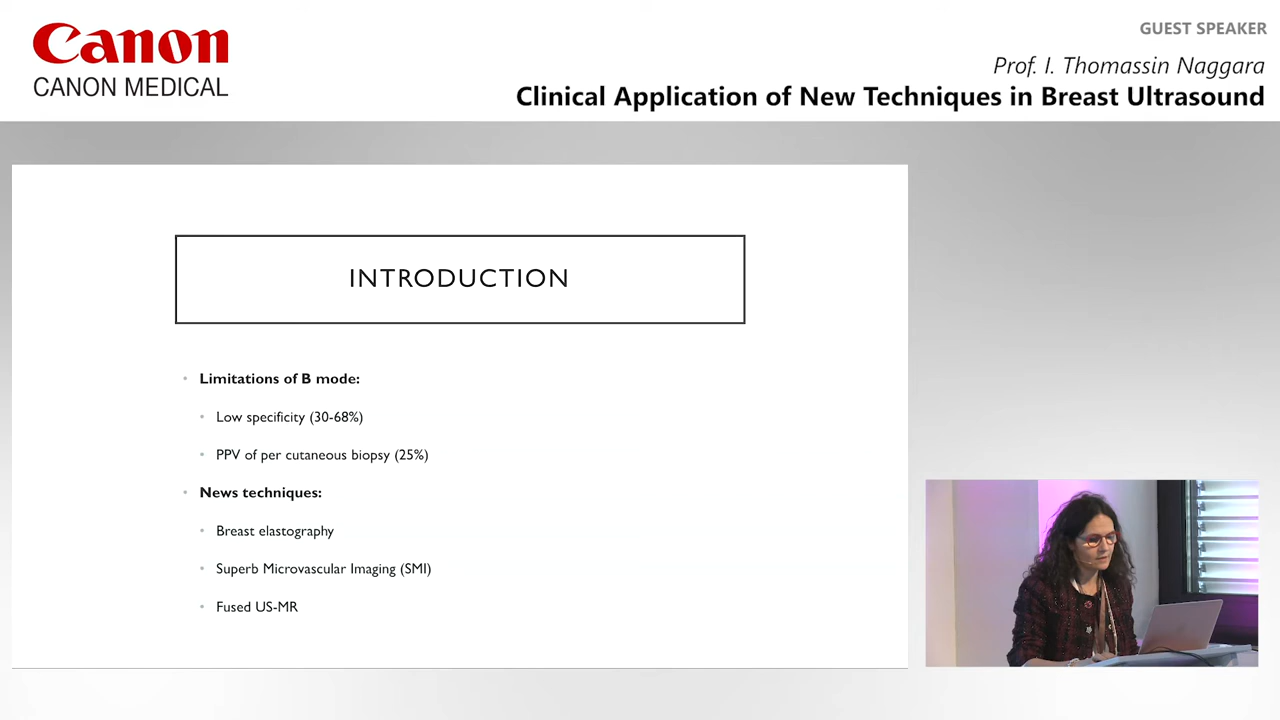 Canon
CANON MEDICAL
GUEST SPEAKER
Prof. I. Thomassin Naggara
Clinical Application of New Techniques in Breast Ultrasound
INTRODUCTION
• Limitations of B mode:
• Low specificity (30-68%)
• PPV of per cutaneous biopsy (25%)
• News techniques:
• Breast elastography
• Superb Microvascular Imaging (SMI)
• Fused US-MR